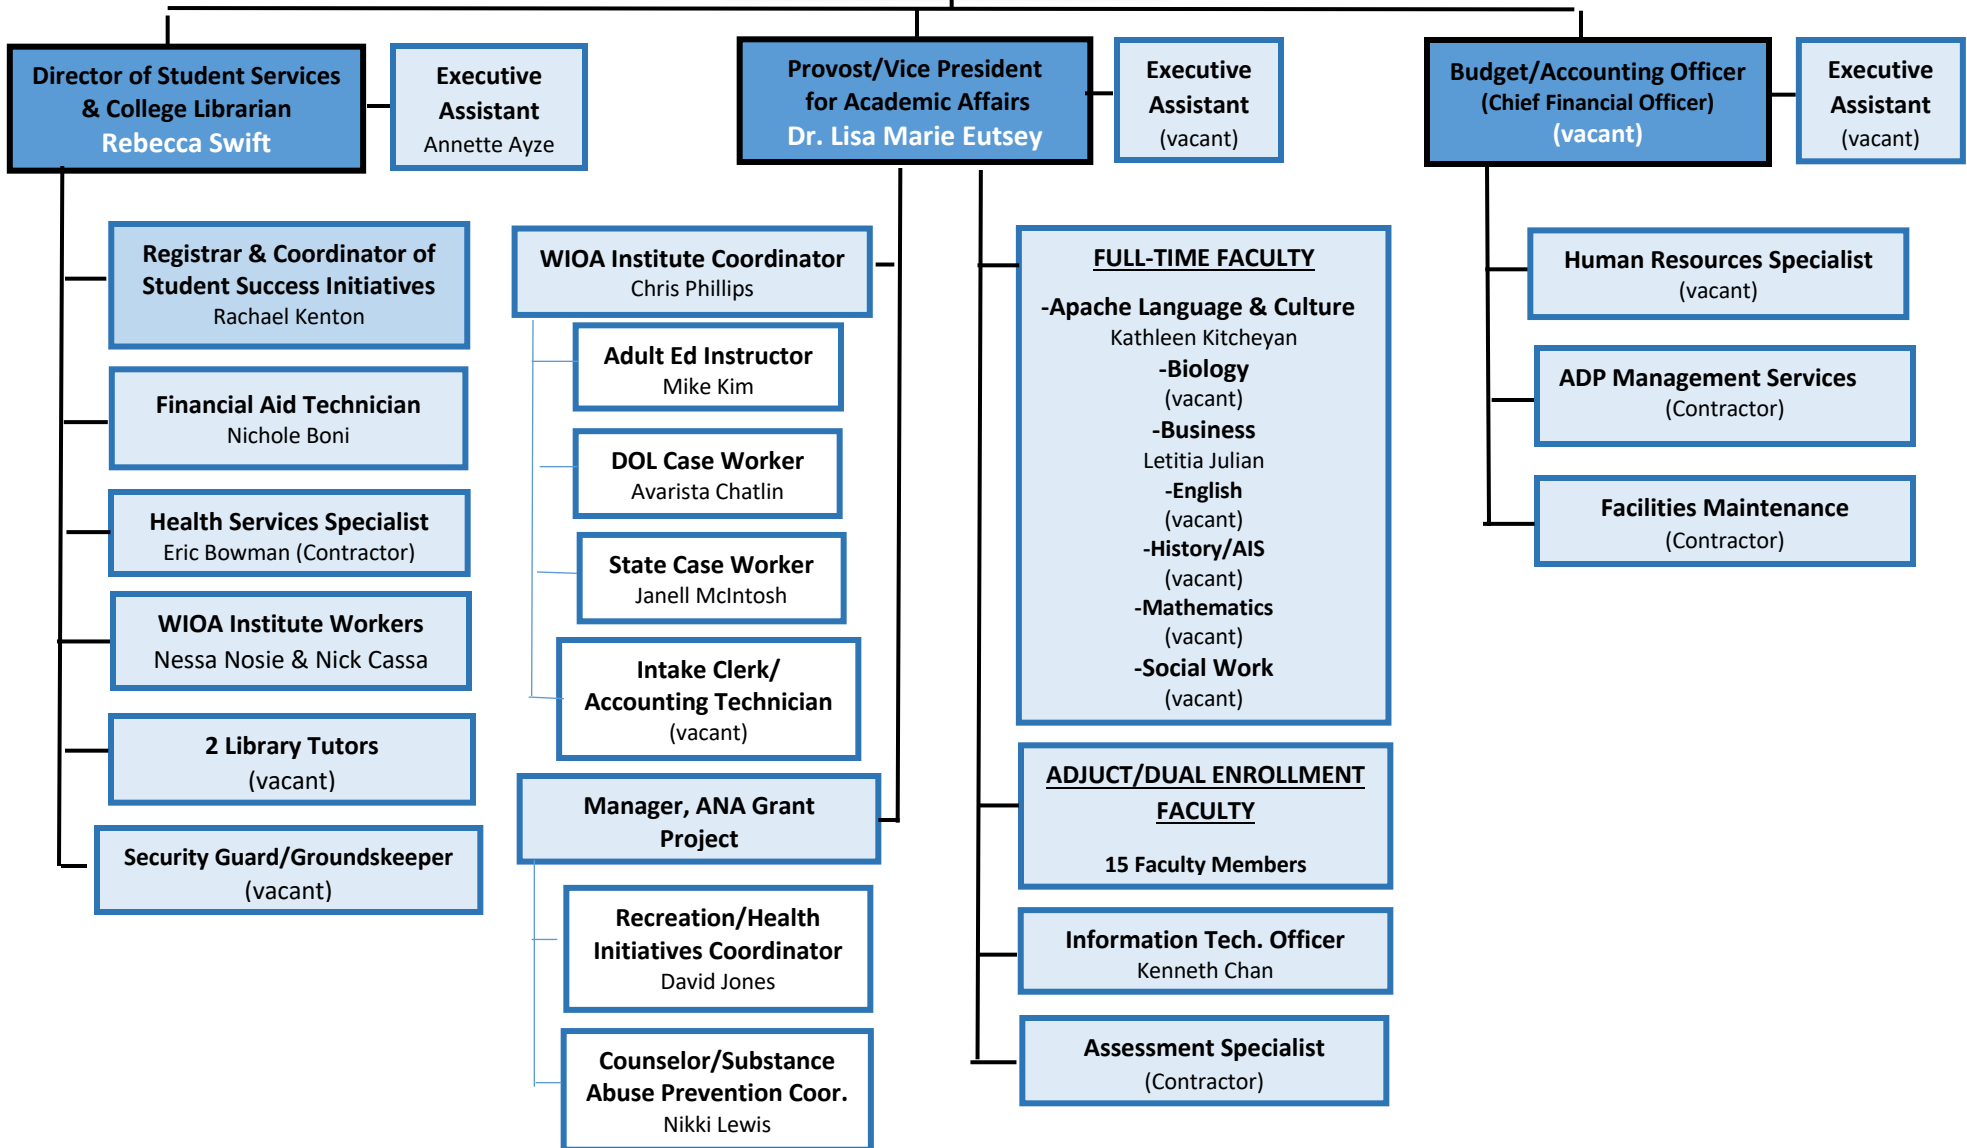 Director of Student Services
& College Librarian
Rebecca Swift
Executive
Assistant
Annette Ayze
Provost/Vice President
for Academic Affairs
Dr. Lisa Marie Eutsey
Executive
Assistant
(vacant)
Budget/Accounting Officer
(Chief Financial Officer)
(vacant)
Executive
Assistant
(vacant)
Registrar & Coordinator of
Student Success Initiatives
Rachael Kenton
Financial Aid Technician
Nichole Boni
Health Services Specialist
Eric Bowman (Contractor)
WIOA Institute Workers
Nessa Nosie & Nick Cassa
2 Library Tutors
(vacant)
Security Guard/Groundskeeper
(vacant)
WIOA Institute Coordinator
Chris Phillips
Adult Ed Instructor
Mike Kim
DOL Case Worker
Avarista Chatlin
State Case Worker
Janell McIntosh
Intake Clerk/
Accounting Technician
(vacant)
Manager, ANA Grant
Project
Recreation/Health
Initiatives Coordinator
David Jones
Counselor/Substance
Abuse Prevention Coor.
Nikki Lewis
FULL-TIME FACULTY
-Apache Language & Culture
Kathleen Kitcheyan
-Biology
(vacant)
-Business
Letitia Julian
-English
(vacant)
-History/AIS
(vacant)
-Mathematics
(vacant)
-Social Work
(vacant)
ADJUCT/DUAL ENROLLMENT
FACULTY
15 Faculty Members
Information Tech. Officer
Kenneth Chan
Assessment Specialist
(Contractor)
Human Resources Specialist
(vacant)
ADP Management Services
(Contractor)
Facilities Maintenance
(Contractor)